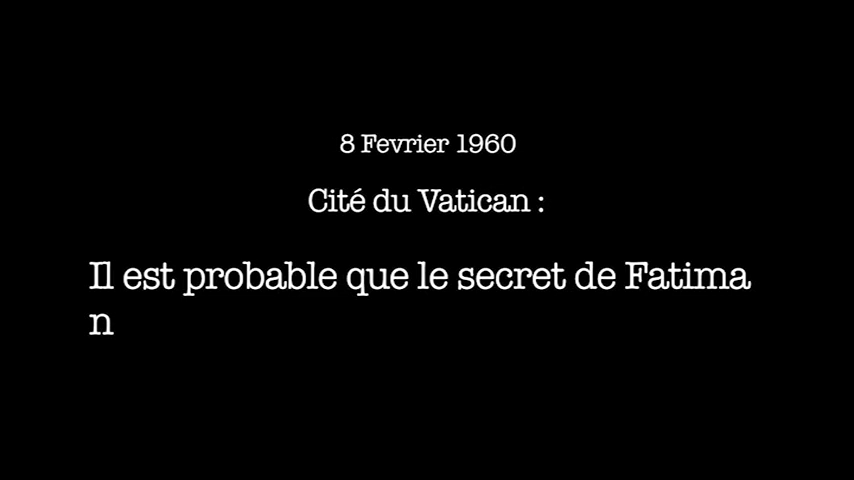 8 Fevrier 1960
Cité du Vatican :
Il est probable que le secret de Fatima
n